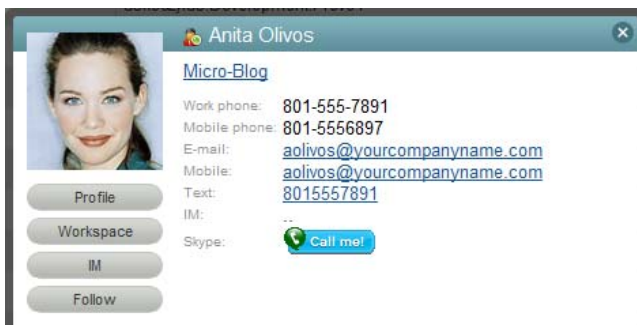 Anita Olivos
Micro-Blog
Work phone: 801-555-7891
Mobile phone: 801-5556897
E-mail: aolivos@yourcompanyname.com
Mobile: aolivos@yourcompanyname.com
Text: 8015557891
IM: --
Skype: Call me!
Profile
Workspace
IM
Follow